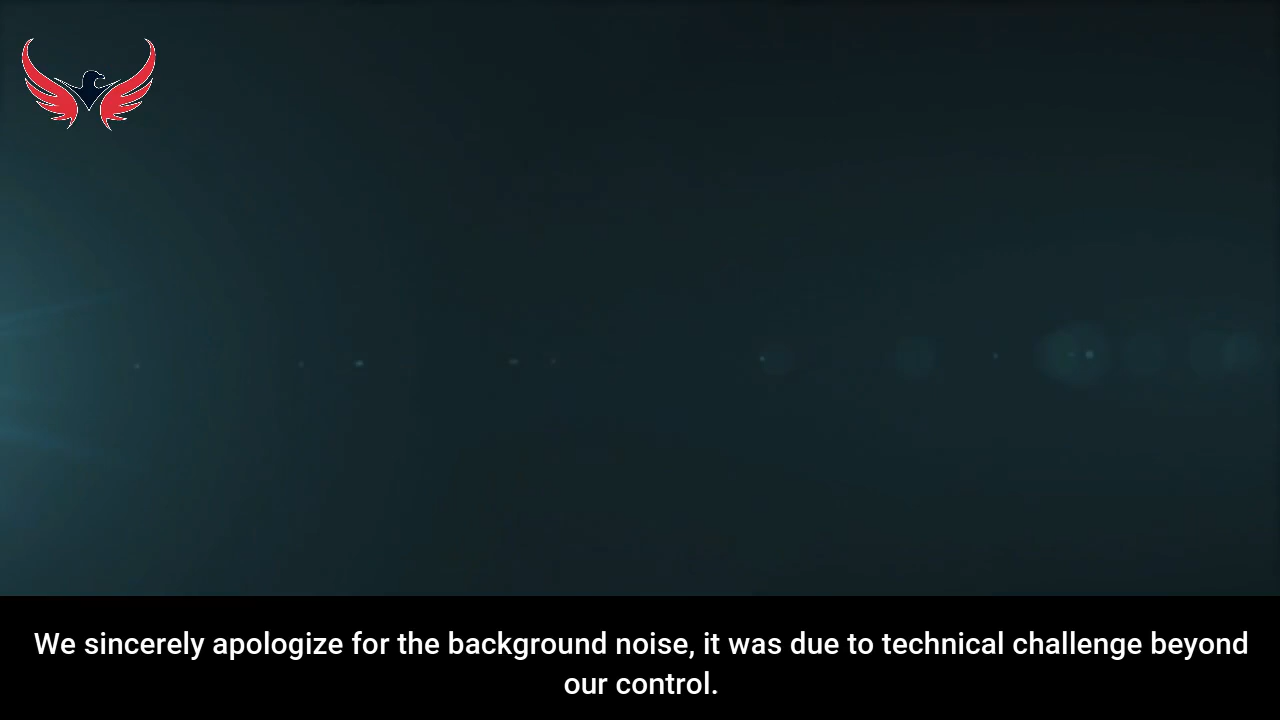 We sincerely apologize for the background noise, it was due to technical challenge beyond
our control.